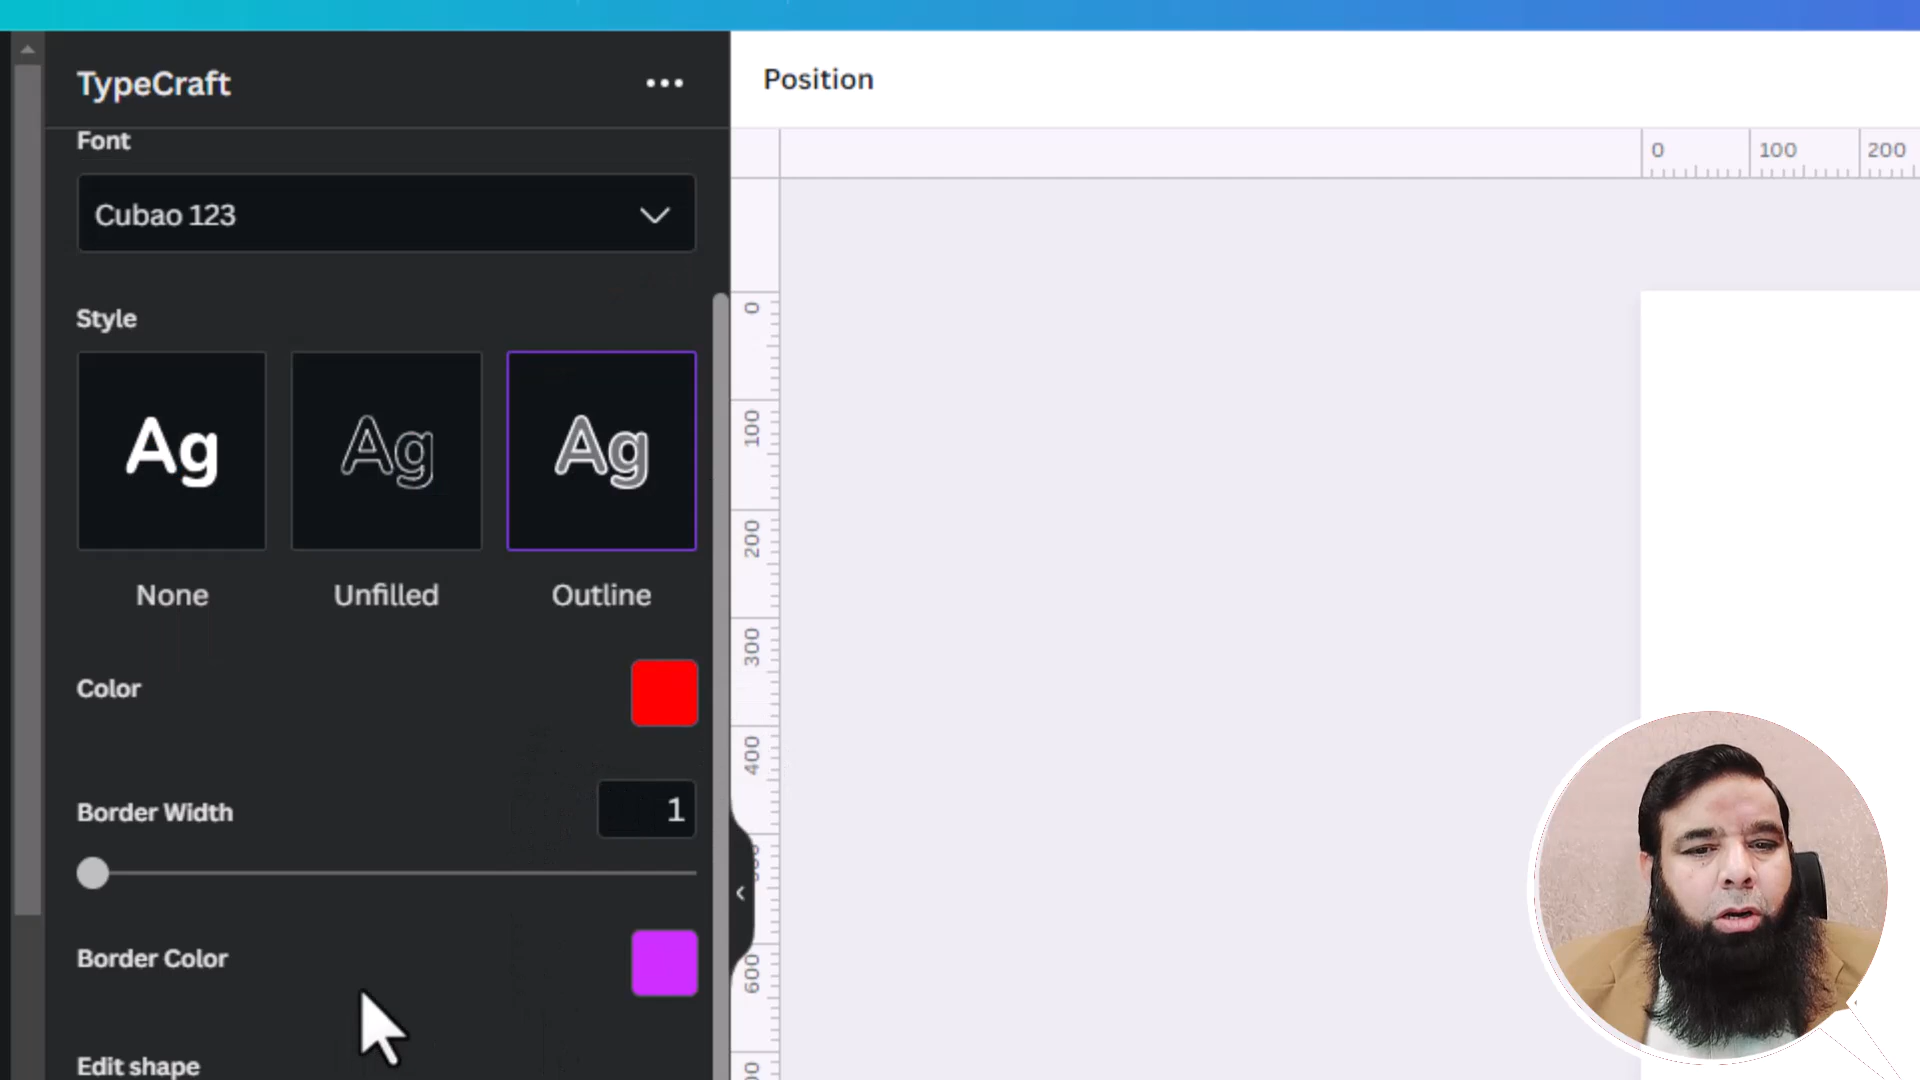 TypeCraft
Position
Font
0 100 200
Cubao 123
Style
0
100
200
300
400
600
Ag Ag Ag
None Unfilled Outline
Color
Border Width 1
Border Color
Edit shape